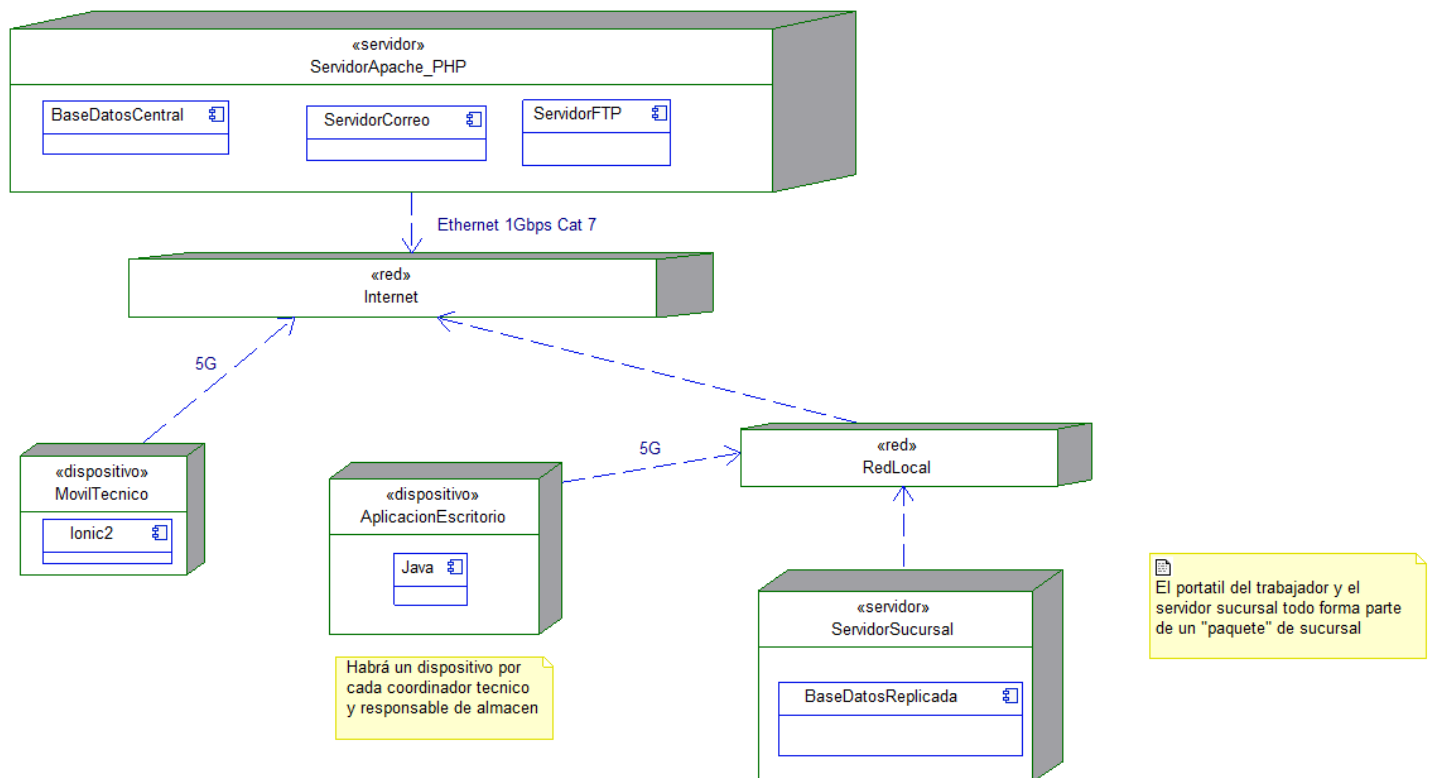 «servidor»
ServidorApache_PHP
BaseDatosCentral
ServidorCorreo
ServidorFTP
Ethernet 1Gbps Cat 7
«red»
Internet
5G
«dispositivo»
MovilTecnico
Ionic2
«dispositivo»
AplicacionEscritorio
Java
5G
«red»
RedLocal
Habrá un dispositivo por
cada coordinador tecnico
y responsable de almacen
«servidor»
ServidorSucursal
BaseDatosReplicada
El portatil del trabajador y el
servidor sucursal todo forma parte
de un "paquete" de sucursal